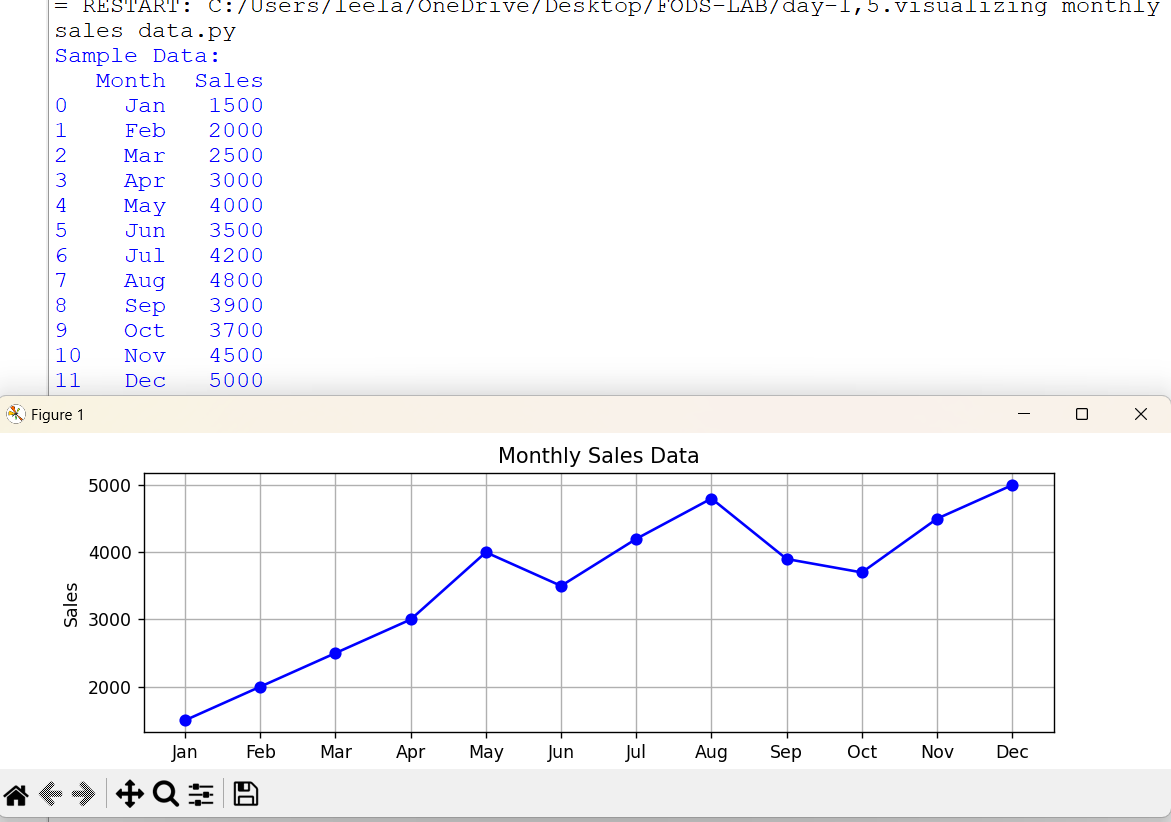 = RESTART: C:/Users/leela/OneDrive/Desktop/FODS-LAB/day-1,5.visualizing monthly
sales data.py
Sample Data:
Month Sales
0 Jan 1500
1 Feb 2000
2 Mar 2500
3 Apr 3000
4 May 4000
5 Jun 3500
6 Jul 4200
7 Aug 4800
8 Sep 3900
9 Oct 3700
10 Nov 4500
11 Dec 5000
Figure 1
Monthly Sales Data
5000
4000
3000
2000
Sales
Jan Feb Mar Apr May Jun Jul Aug Sep Oct Nov Dec